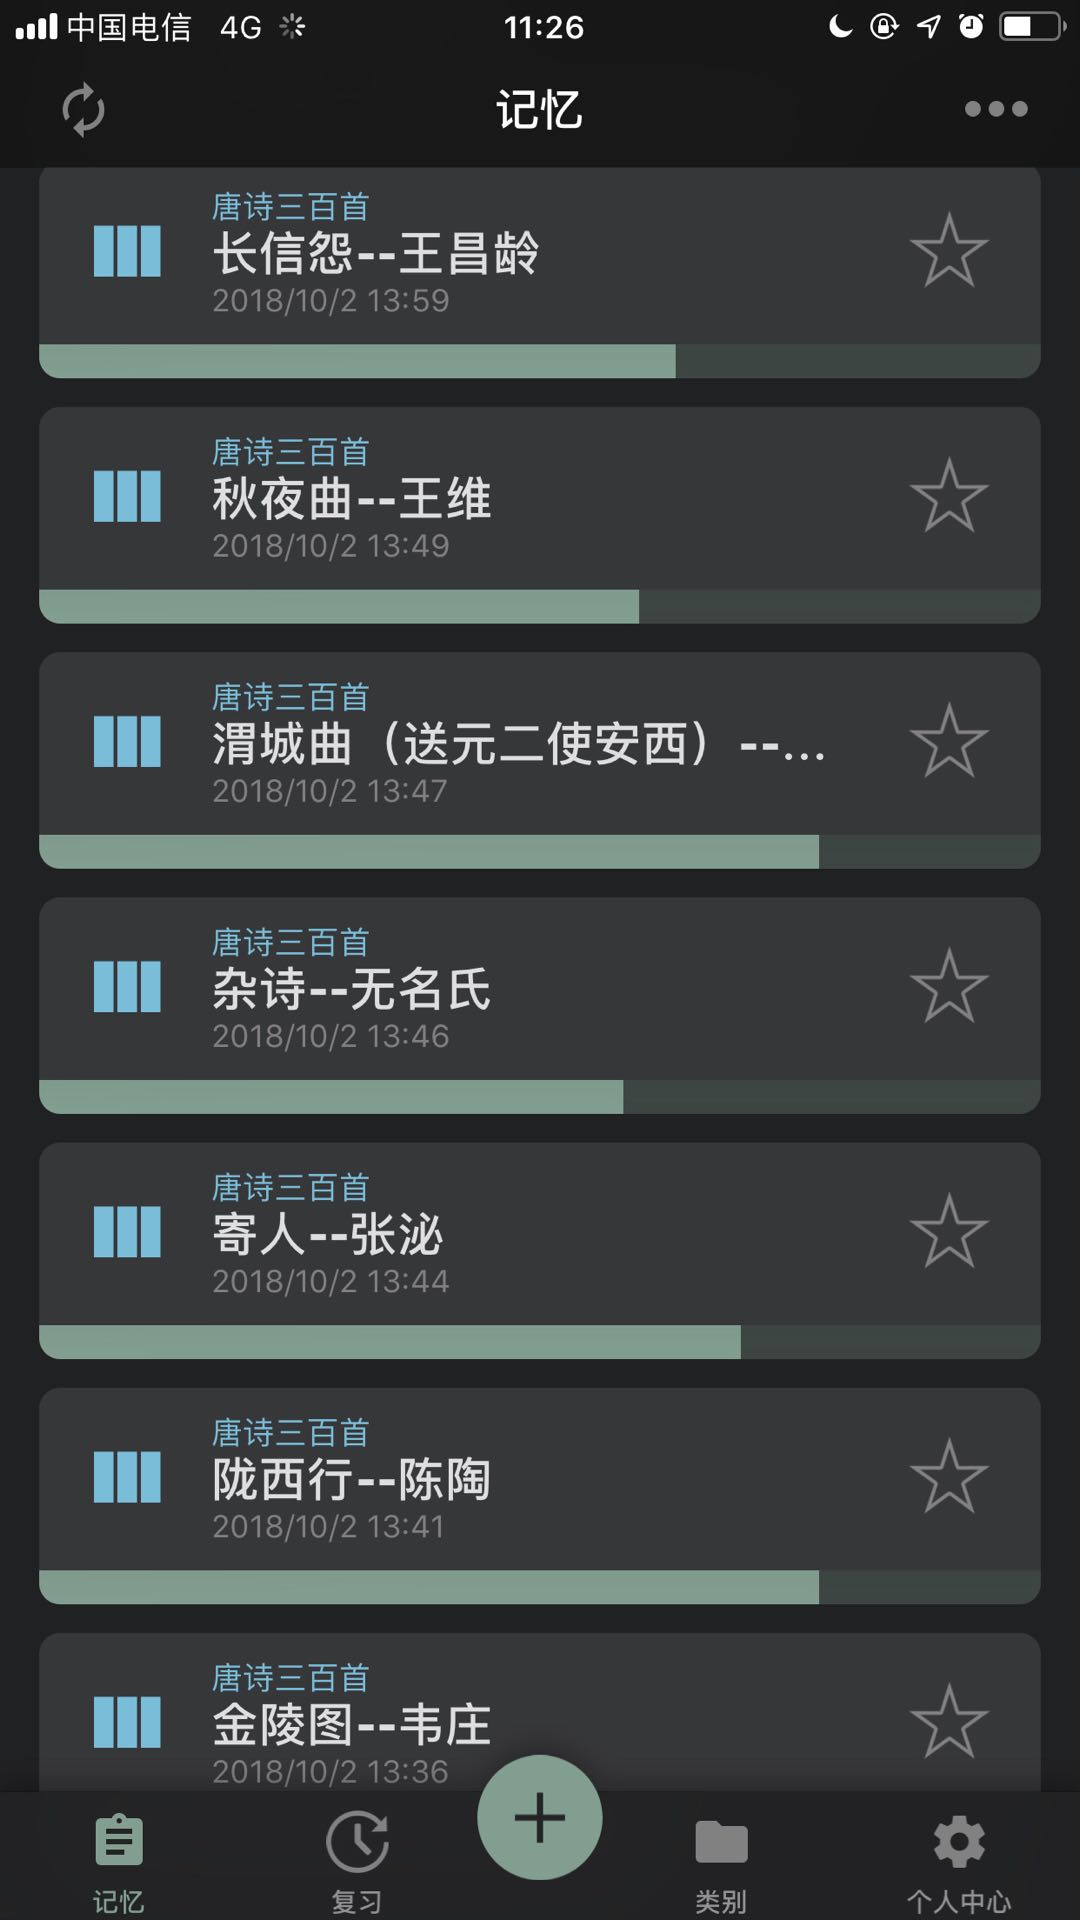 中国电信 4G 11:26
记忆
唐诗三百首
长信怨--王昌龄
2018/10/2 13:59
唐诗三百首
秋夜曲--王维
2018/10/2 13:49
唐诗三百首
渭城曲（送元二使安西）--...
2018/10/2 13:47
唐诗三百首
杂诗--无名氏
2018/10/2 13:46
唐诗三百首
寄人--张泌
2018/10/2 13:44
唐诗三百首
陇西行--陈陶
2018/10/2 13:41
唐诗三百首
金陵图--韦庄
2018/10/2 13:36
记忆 复习 类别 个人中心